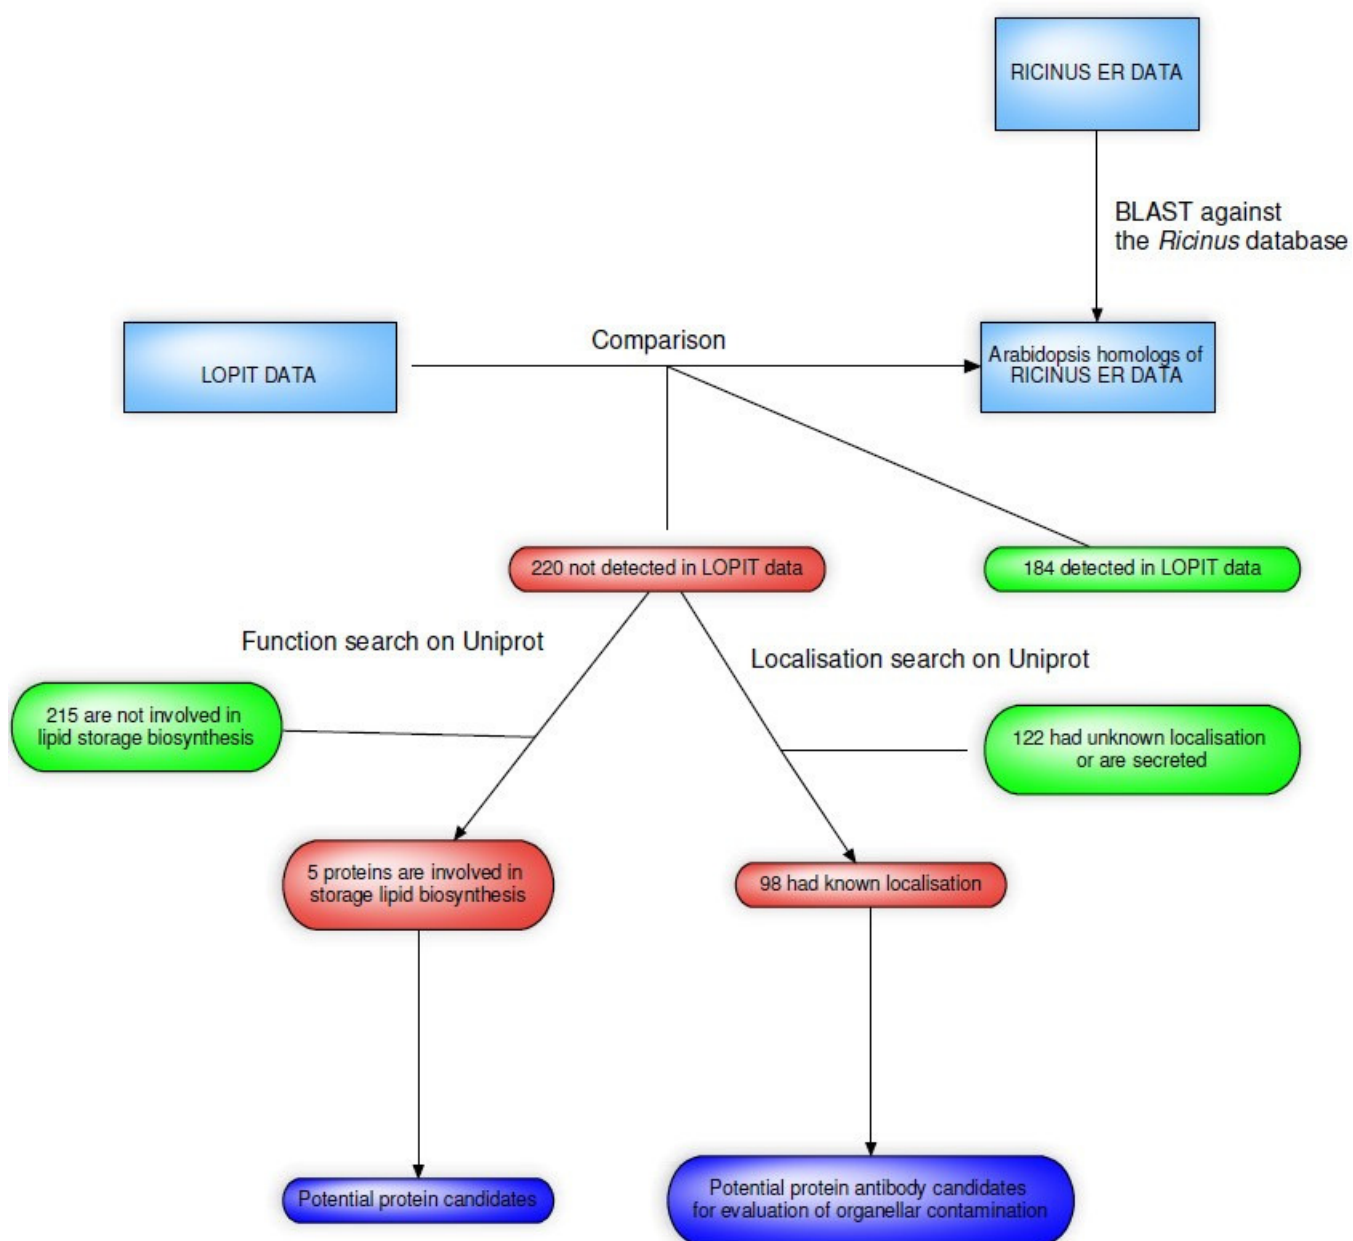 RICINUS ER DATA
BLAST against
the Ricinus database
Comparison
LOPIT DATA
Arabidopsis homologs of
RICINUS ER DATA
220 not detected in LOPIT data
184 detected in LOPIT data
Function search on Uniprot
Localisation search on Uniprot
215 are not involved in
lipid storage biosynthesis
122 had unknown localisation
or are secreted
5 proteins are involved in
storage lipid biosynthesis
98 had known localisation
Potential protein candidates
Potential protein antibody candidates
for evaluation of organellar contamination